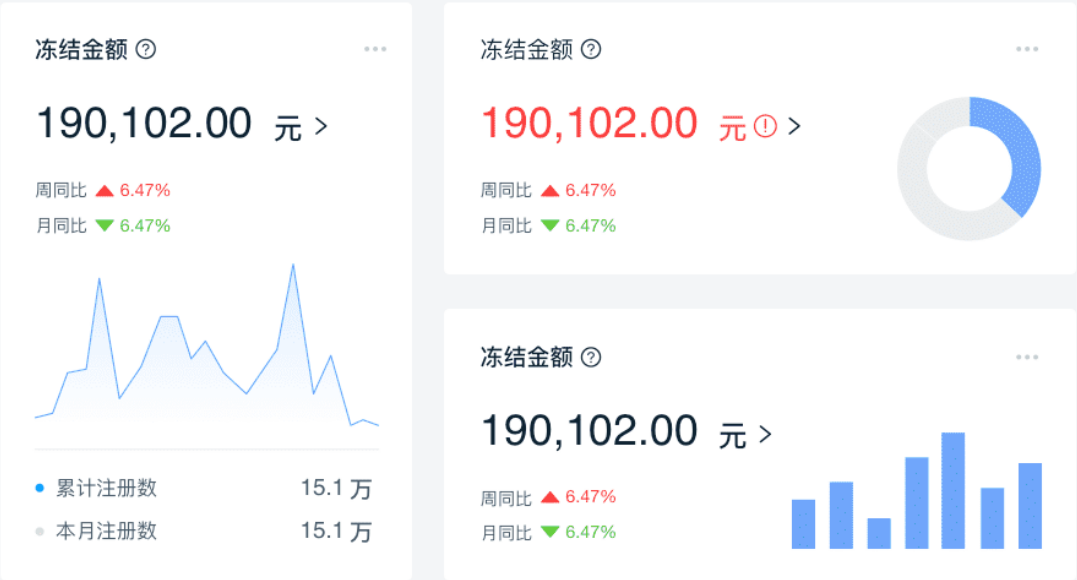 冻结金额 ?
190,102.00 元 >
周同比 ▲ 6.47%
月同比 ▼ 6.47%
累计注册数 15.1 万
本月注册数 15.1 万
冻结金额 ?
190,102.00 元 ! >
周同比 ▲ 6.47%
月同比 ▼ 6.47%
冻结金额 ?
190,102.00 元 >
周同比 ▲ 6.47%
月同比 ▼ 6.47%